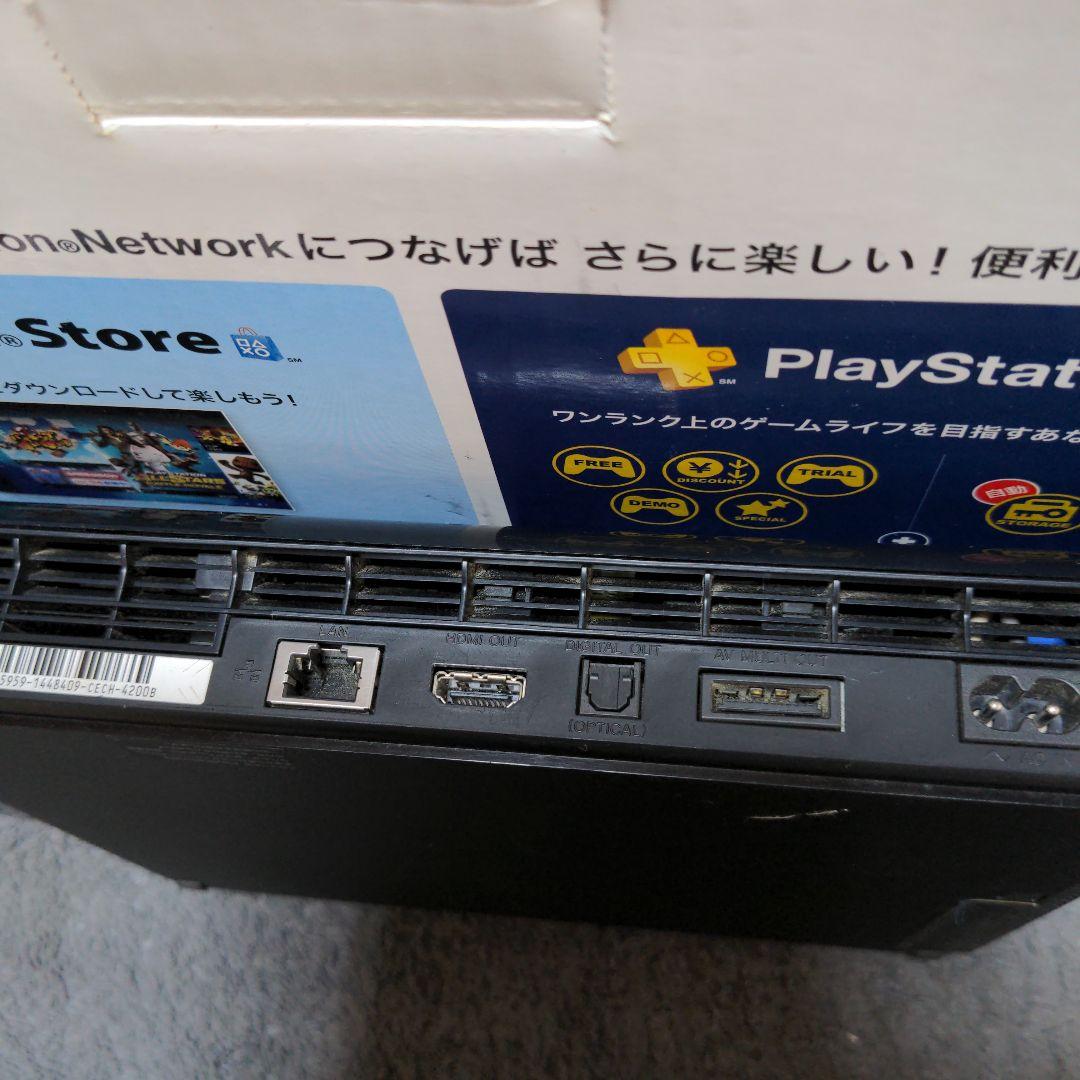 on®Networkにつなげば さらに楽しい! 便利
®Store SM
ダウンロードして楽しもう!
SM PlayStat
ワンランク上のゲームライフを目指すあな
FREE
¥ DISCOUNT
TRIAL
DEMO
SPECIAL
自動
STORAGE
LAN
HDMI OUT
DIGITAL OUT
(OPTICAL)
AV MULTI OUT
5959-1448409-CECH-4200B